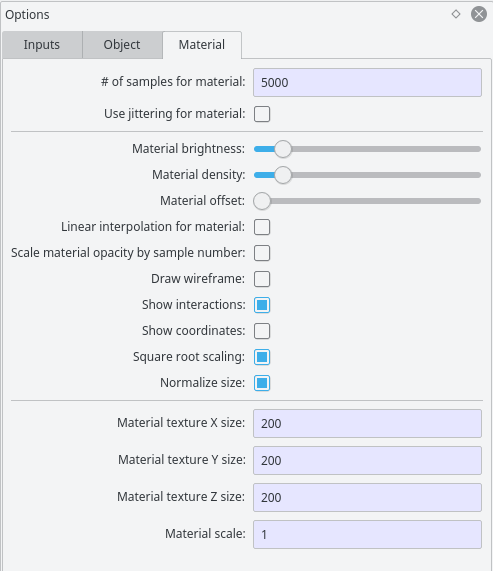 Options
Inputs Object Material
# of samples for material: 5000
Use jittering for material:
Material brightness:
Material density:
Material offset:
Linear interpolation for material:
Scale material opacity by sample number:
Draw wireframe:
Show interactions:
Show coordinates:
Square root scaling:
Normalize size:
Material texture X size: 200
Material texture Y size: 200
Material texture Z size: 200
Material scale: 1